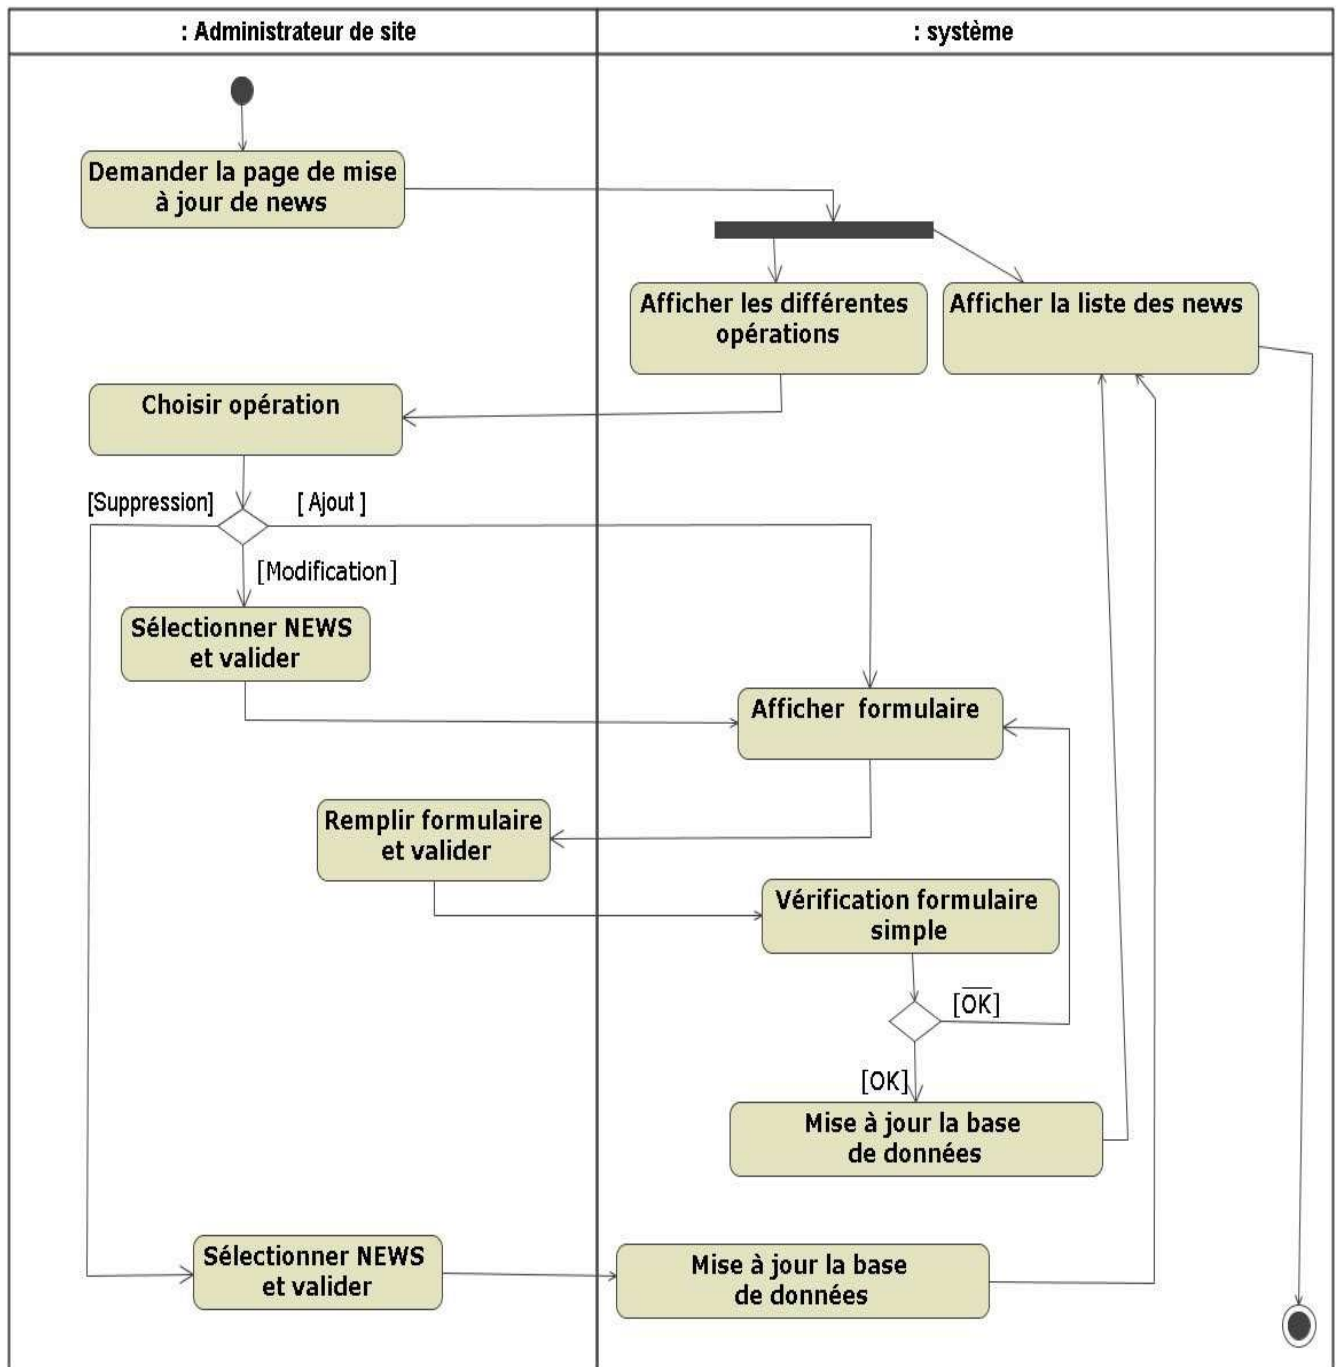 : Administrateur de site
: système
Demander la page de mise
à jour de news
Afficher les différentes
opérations
Afficher la liste des news
Choisir opération
[Suppression]
[ Ajout ]
[Modification]
Sélectionner NEWS
et valider
Afficher formulaire
Remplir formulaire
et valider
Vérification formulaire
simple
[O̅K̅]
[OK]
Mise à jour la base
de données
Sélectionner NEWS
et valider
Mise à jour la base
de données